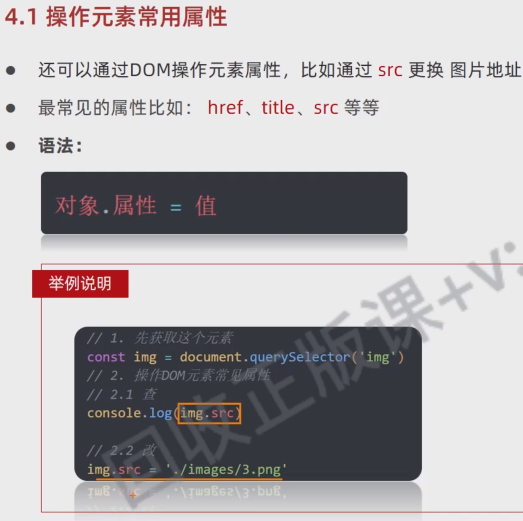 4.1 操作元素常用属性
● 还可以通过DOM操作元素属性，比如通过 src 更换 图片地址
● 最常见的属性比如： href、title、src 等等
● 语法：
对象.属性 = 值
举例说明
// 1. 先获取这个元素
const img = document.querySelector('img')
// 2. 操作DOM元素常见属性
// 2.1 查
console.log(img.src)
// 2.2 改
img.src = './images/3.png'
回收正版课+V: